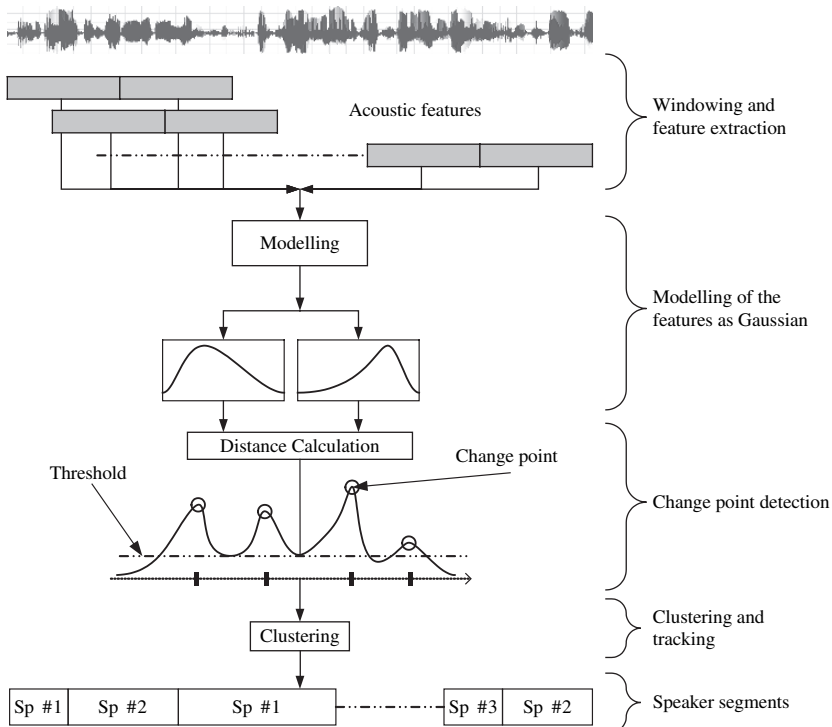 Acoustic features
Windowing and
feature extraction
Modelling
Modelling of the
features as Gaussian
Distance Calculation
Threshold
Change point
Change point detection
Clustering
Clustering and
tracking
Sp #1
Sp #2
Sp #1
Sp #3
Sp #2
Speaker segments